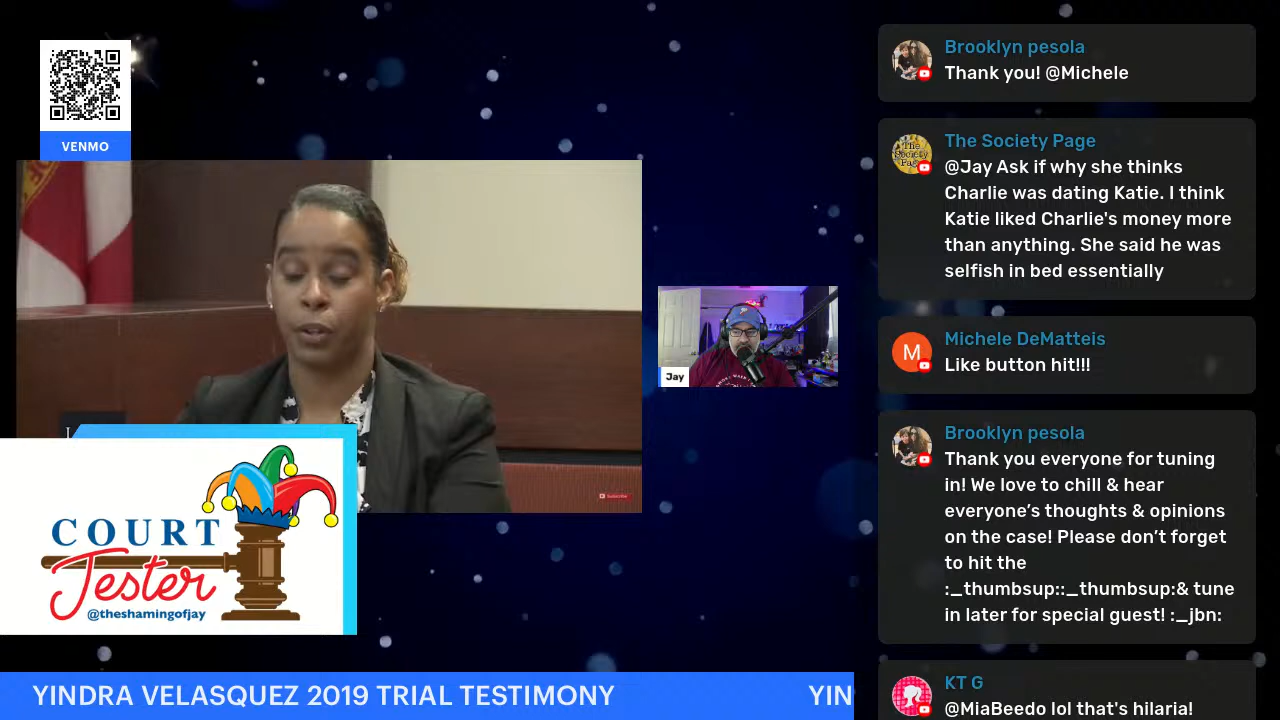 VENMO
Jay
Subscribe
COURT
Jester
@theshamingofjay
YINDRA VELASQUEZ 2019 TRIAL TESTIMONY
YIN
Brooklyn pesola
Thank you! @Michele
The Society Page
The
Society
Page
@Jay Ask if why she thinks
Charlie was dating Katie. I think
Katie liked Charlie's money more
than anything. She said he was
selfish in bed essentially
M
Michele DeMatteis
Like button hit!!!
Brooklyn pesola
Thank you everyone for tuning
in! We love to chill & hear
everyone’s thoughts & opinions
on the case! Please don’t forget
to hit the
:_thumbsup::_thumbsup:& tune
in later for special guest! :_jbn:
KT G
@MiaBeedo lol that's hilaria!